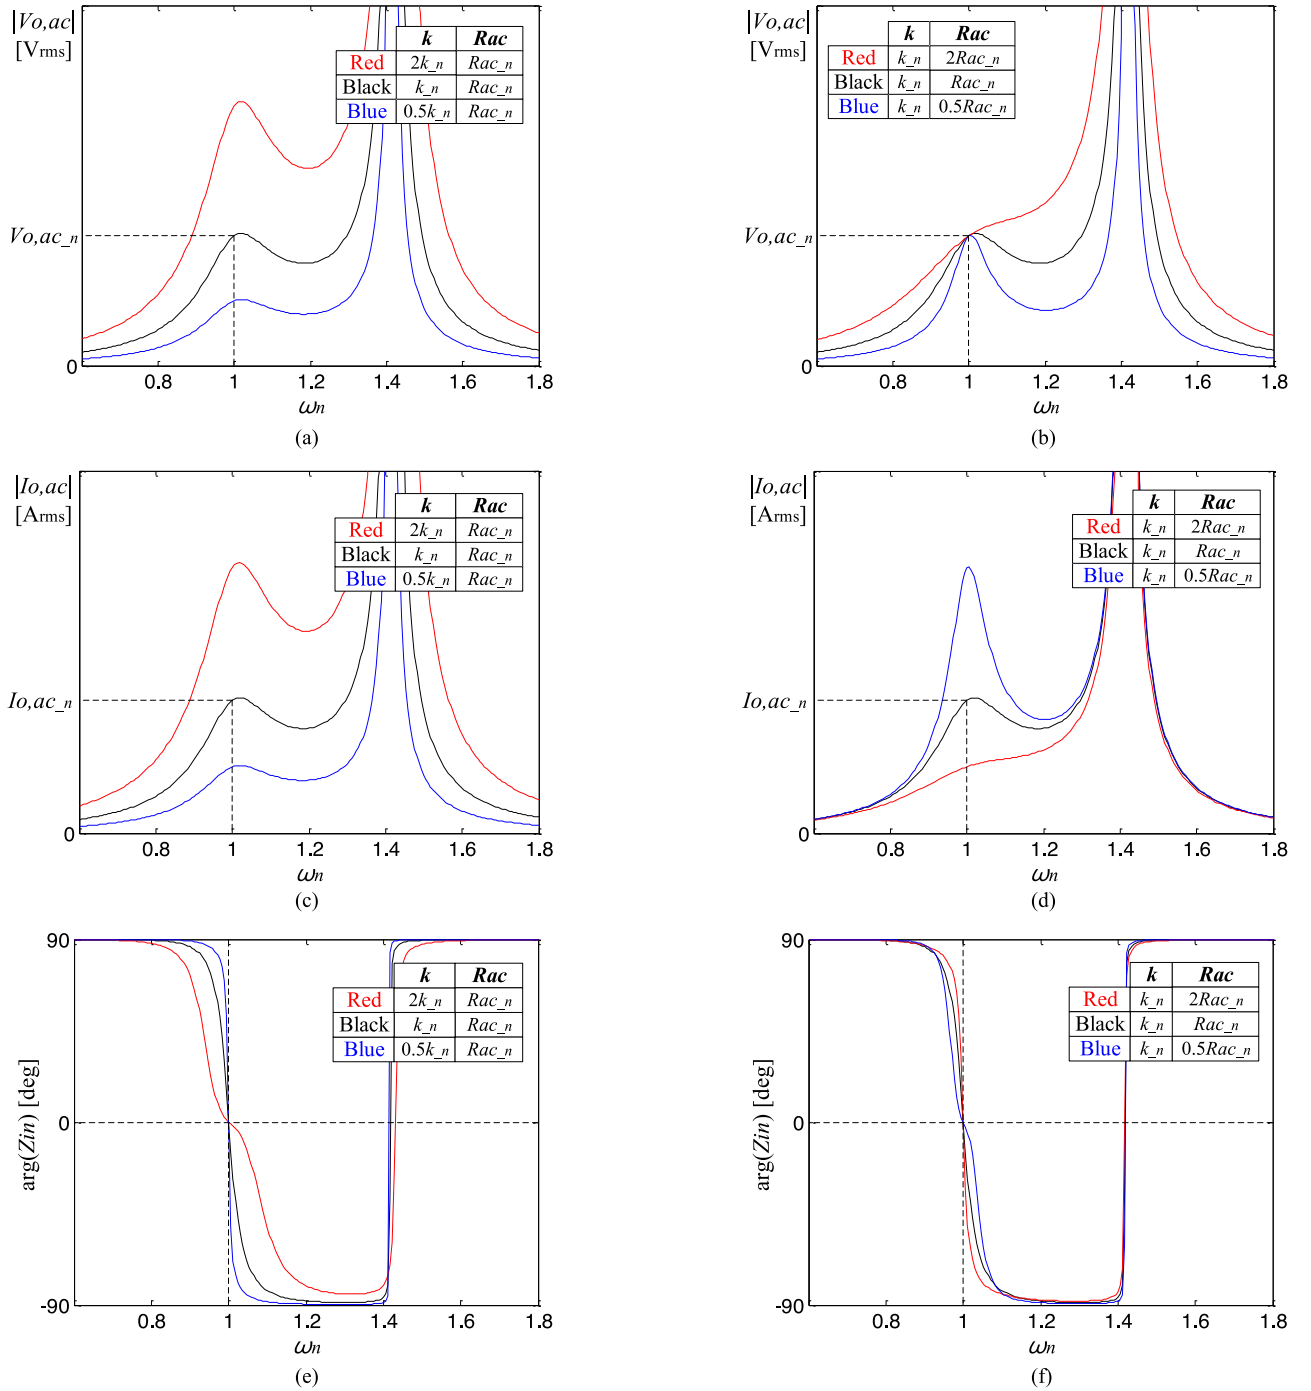 |Vo,ac|
[Vrms]
k Rac
Red 2k_n Rac_n
Black k_n Rac_n
Blue 0.5k_n Rac_n
Vo,ac_n
0
0.8 1 1.2 1.4 1.6 1.8
ωn
(a)
|Vo,ac|
[Vrms]
k Rac
Red k_n 2Rac_n
Black k_n Rac_n
Blue k_n 0.5Rac_n
Vo,ac_n
0
0.8 1 1.2 1.4 1.6 1.8
ωn
(b)
|Io,ac|
[Arms]
k Rac
Red 2k_n Rac_n
Black k_n Rac_n
Blue 0.5k_n Rac_n
Io,ac_n
0
0.8 1 1.2 1.4 1.6 1.8
ωn
(c)
|Io,ac|
[Arms]
k Rac
Red k_n 2Rac_n
Black k_n Rac_n
Blue k_n 0.5Rac_n
Io,ac_n
0
0.8 1 1.2 1.4 1.6 1.8
ωn
(d)
90
k Rac
Red 2k_n Rac_n
Black k_n Rac_n
Blue 0.5k_n Rac_n
arg(Zin) [deg]
0
-90
0.8 1 1.2 1.4 1.6 1.8
ωn
(e)
90
k Rac
Red k_n 2Rac_n
Black k_n Rac_n
Blue k_n 0.5Rac_n
arg(Zin) [deg]
0
-90
0.8 1 1.2 1.4 1.6 1.8
ωn
(f)